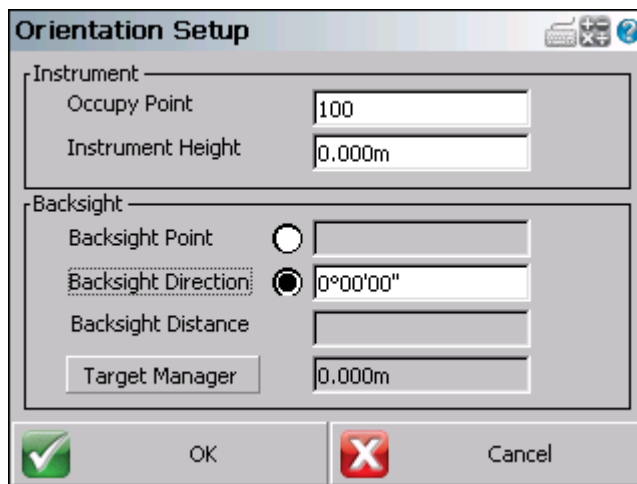 Orientation Setup
Instrument
Occupy Point 100
Instrument Height 0.000m
Backsight
Backsight Point
Backsight Direction 0°00'00"
Backsight Distance
Target Manager 0.000m
OK Cancel